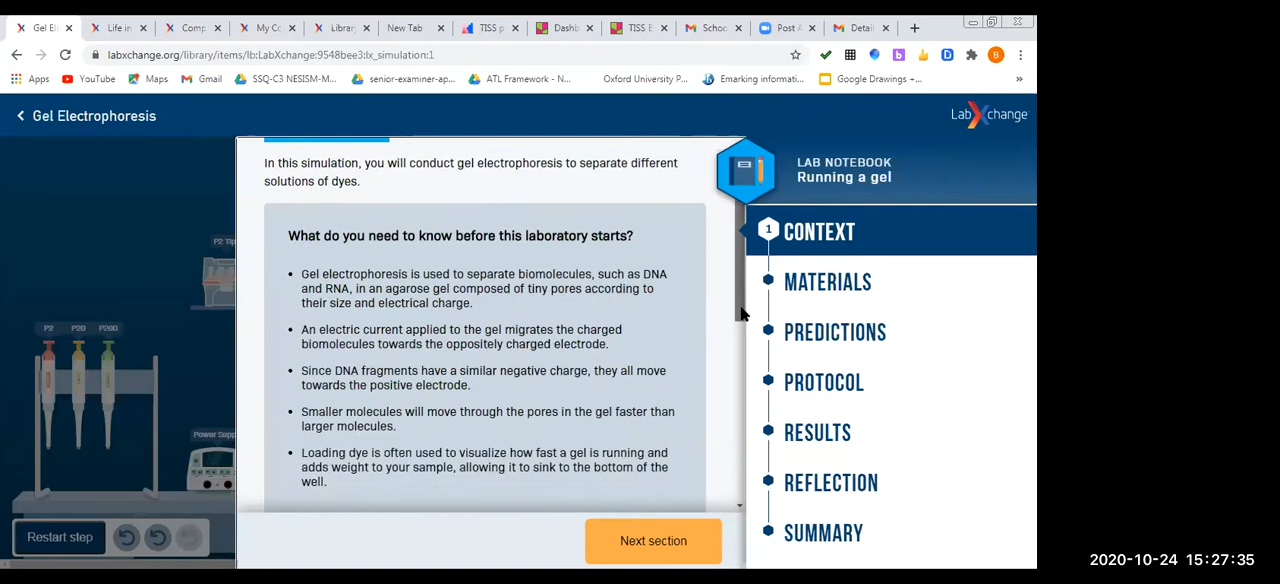 Gel El
Life in
Comp
My Co
Library
New Tab
TISS p
Dashb
TISS E
Schoo
Post A
Detail
labxchange.org/library/items/lb:LabXchange:9548bee3:lx_simulation:1
Apps
YouTube
Maps
Gmail
SSQ-C3 NESISM-M...
senior-examiner-ap...
ATL Framework - N...
Oxford University P...
Emarking informati...
Google Drawings +...
»
Gel Electrophoresis
LabXchange
In this simulation, you will conduct gel electrophoresis to separate different
solutions of dyes.
What do you need to know before this laboratory starts?
• Gel electrophoresis is used to separate biomolecules, such as DNA
and RNA, in an agarose gel composed of tiny pores according to
their size and electrical charge.
• An electric current applied to the gel migrates the charged
biomolecules towards the oppositely charged electrode.
• Since DNA fragments have a similar negative charge, they all move
towards the positive electrode.
• Smaller molecules will move through the pores in the gel faster than
larger molecules.
• Loading dye is often used to visualize how fast a gel is running and
adds weight to your sample, allowing it to sink to the bottom of the
well.
Next section
LAB NOTEBOOK
Running a gel
1 CONTEXT
MATERIALS
PREDICTIONS
PROTOCOL
RESULTS
REFLECTION
SUMMARY
P2 Tip
P2 P20 P200
Power Supp
Restart step
2020-10-24 15:27:35